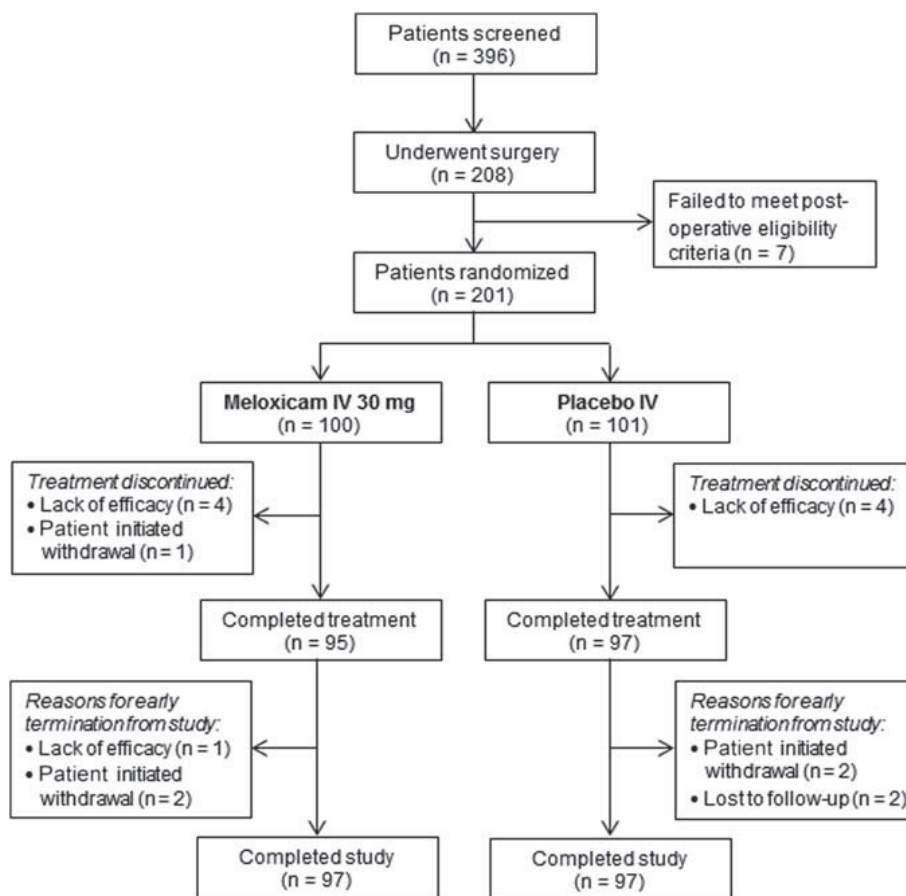 Patients screened
(n = 396)
Underwent surgery
(n = 208)
Failed to meet post-
operative eligibility
criteria (n = 7)
Patients randomized
(n = 201)
Meloxicam IV 30 mg
(n = 100)
Placebo IV
(n = 101)
Treatment discontinued:
• Lack of efficacy (n = 4)
• Patient initiated
withdrawal (n = 1)
Treatment discontinued:
• Lack of efficacy (n = 4)
Completed treatment
(n = 95)
Completed treatment
(n = 97)
Reasons for early
termination from study:
• Lack of efficacy (n = 1)
• Patient initiated
withdrawal (n = 2)
Reasons for early
termination from study:
• Patient initiated
withdrawal (n = 2)
• Lost to follow-up (n = 2)
Completed study
(n = 97)
Completed study
(n = 97)